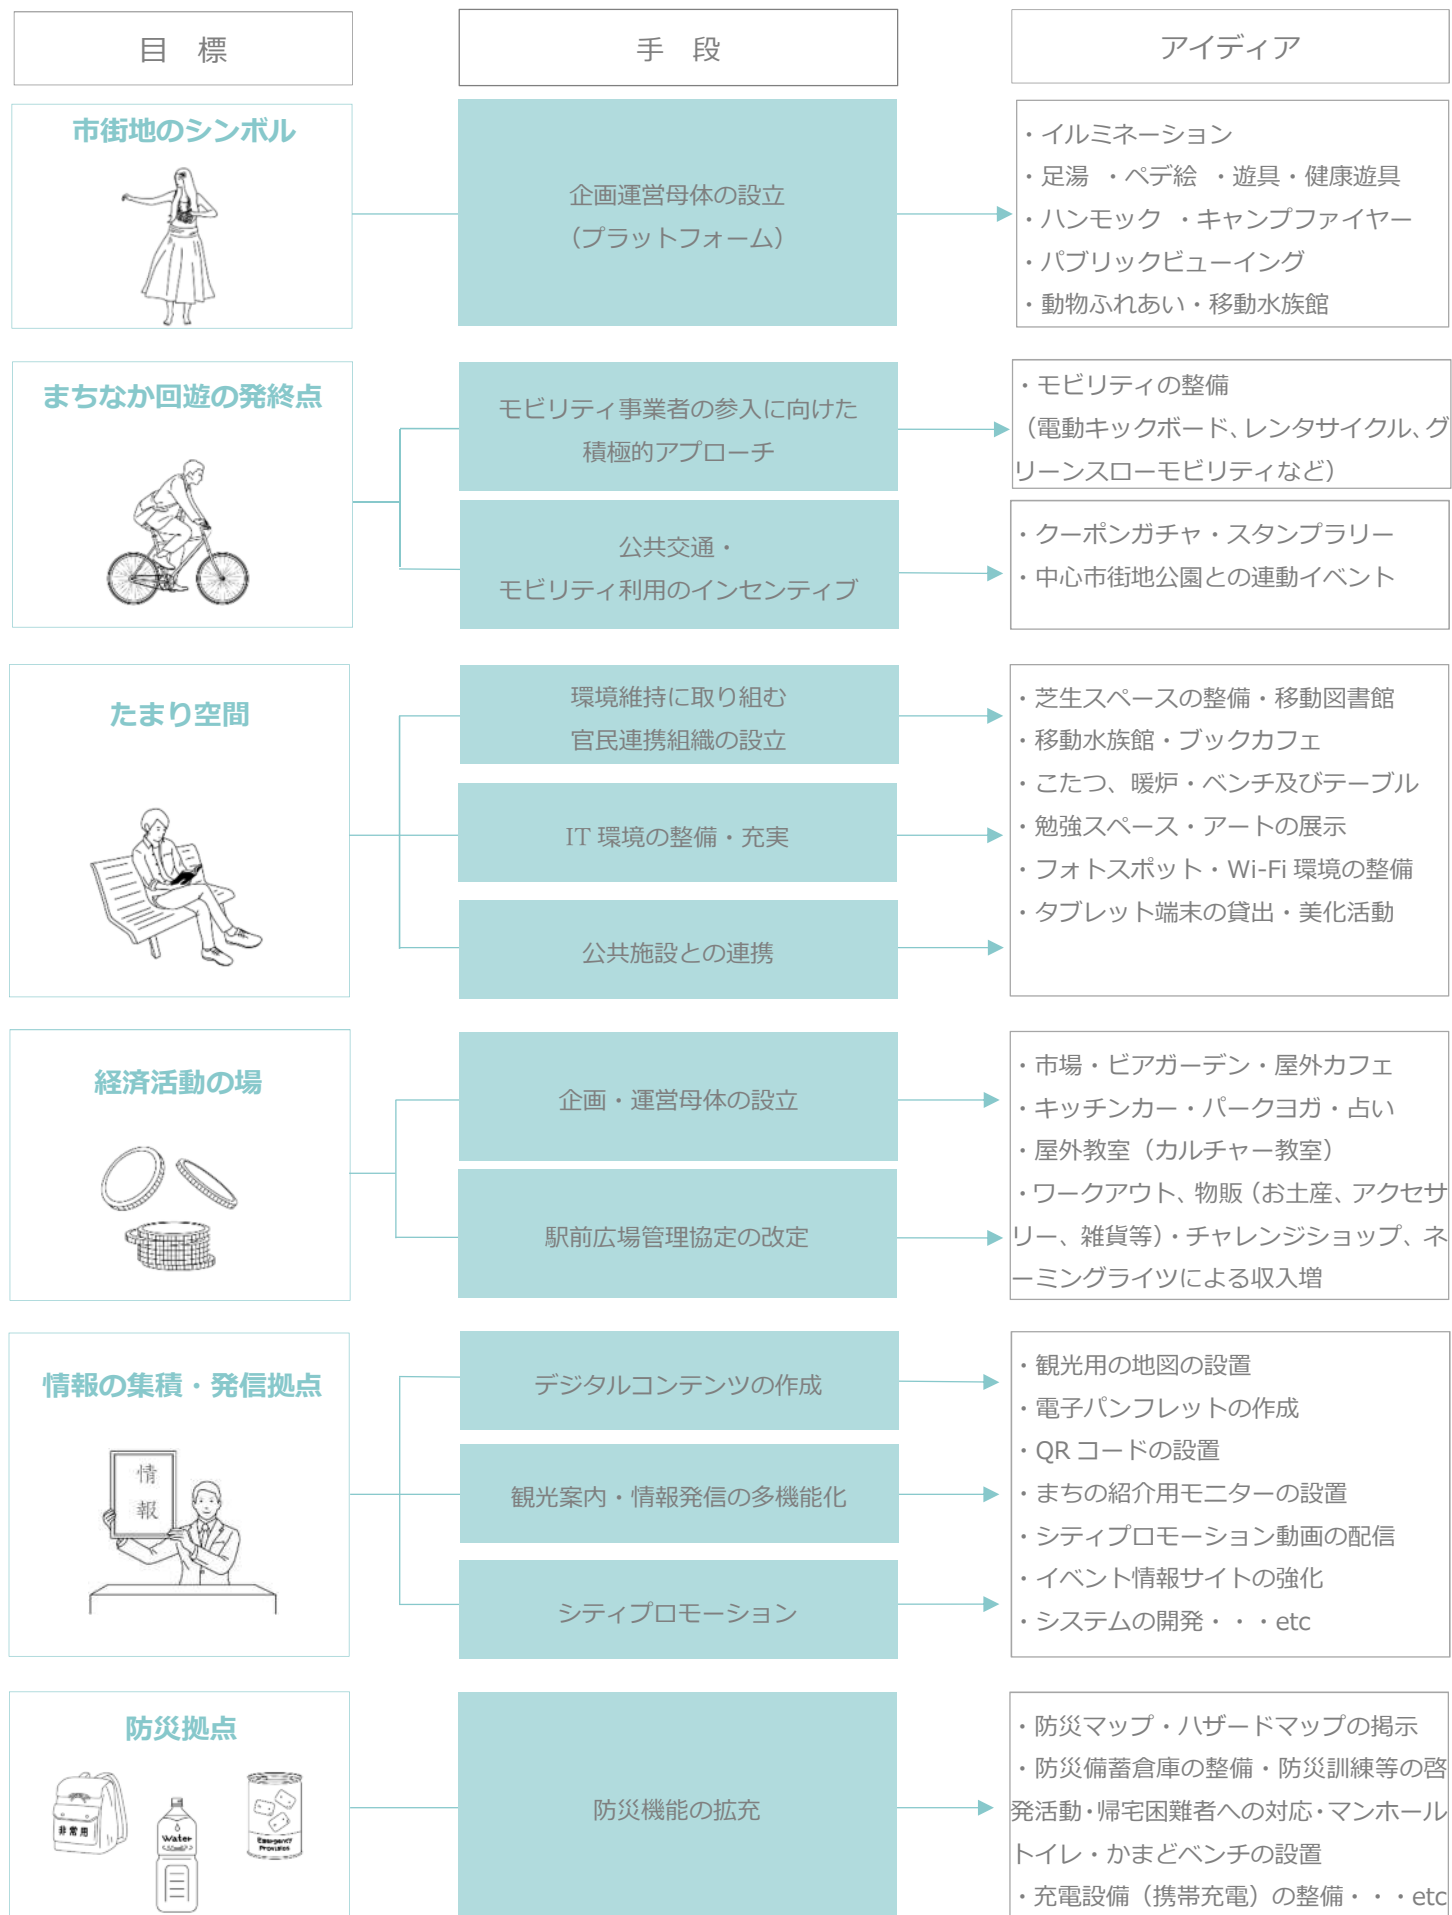 目　標
手　段
アイディア
市街地のシンボル
企画運営母体の設立
（プラットフォーム）
・イルミネーション
・足湯 ・ペデ絵 ・遊具・健康遊具
・ハンモック ・キャンプファイヤー
・パブリックビューイング
・動物ふれあい・移動水族館
まちなか回遊の発終点
モビリティ事業者の参入に向けた
積極的アプローチ
・モビリティの整備
（電動キックボード、レンタサイクル、グ
リーンスローモビリティなど）
公共交通・
モビリティ利用のインセンティブ
・クーポンガチャ・スタンプラリー
・中心市街地公園との連動イベント
たまり空間
環境維持に取り組む
官民連携組織の設立
IT 環境の整備・充実
公共施設との連携
・芝生スペースの整備・移動図書館
・移動水族館・ブックカフェ
・こたつ、暖炉・ベンチ及びテーブル
・勉強スペース・アートの展示
・フォトスポット・Wi-Fi 環境の整備
・タブレット端末の貸出・美化活動
経済活動の場
企画・運営母体の設立
駅前広場管理協定の改定
・市場・ビアガーデン・屋外カフェ
・キッチンカー・パークヨガ・占い
・屋外教室（カルチャー教室）
・ワークアウト、物販（お土産、アクセサ
リー、雑貨等）・チャレンジショップ、ネ
ーミングライツによる収入増
情報の集積・発信拠点
情
報
デジタルコンテンツの作成
観光案内・情報発信の多機能化
シティプロモーション
・観光用の地図の設置
・電子パンフレットの作成
・QR コードの設置
・まちの紹介用モニターの設置
・シティプロモーション動画の配信
・イベント情報サイトの強化
・システムの開発・・・etc
防災拠点
非常用
Water
Emergency
Provision
防災機能の拡充
・防災マップ・ハザードマップの掲示
・防災備蓄倉庫の整備・防災訓練等の啓
発活動・帰宅困難者への対応・マンホール
トイレ・かまどベンチの設置
・充電設備（携帯充電）の整備・・・etc